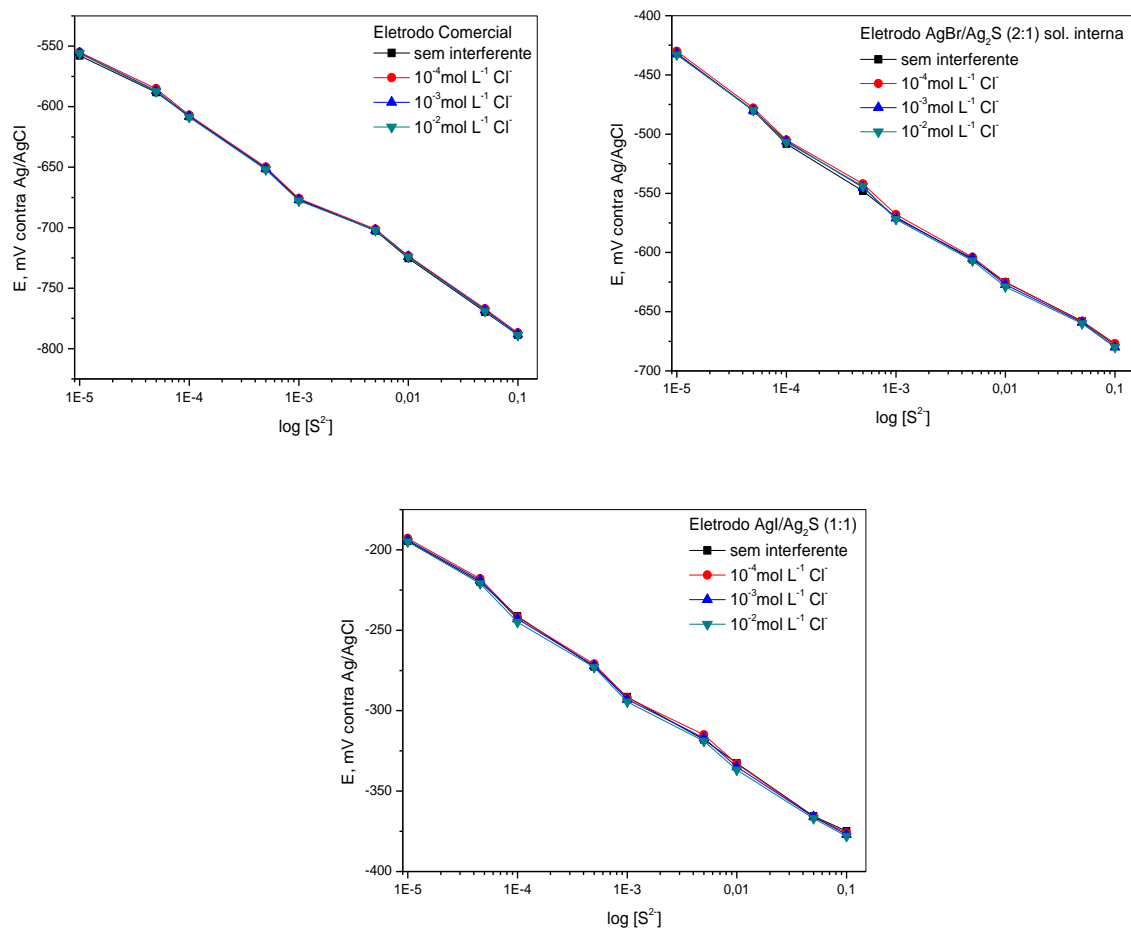 Eletrodo Comercial
sem interferente
10⁻⁴mol L⁻¹ Cl⁻
10⁻³mol L⁻¹ Cl⁻
10⁻²mol L⁻¹ Cl⁻
-550
-600
-650
-700
-750
-800
E, mV contra Ag/AgCl
1E-5
1E-4
1E-3
0,01
0,1
log [S²⁻]
Eletrodo AgBr/Ag₂S (2:1) sol. interna
sem interferente
10⁻⁴mol L⁻¹ Cl⁻
10⁻³mol L⁻¹ Cl⁻
10⁻²mol L⁻¹ Cl⁻
-400
-450
-500
-550
-600
-650
-700
E, mV contra Ag/AgCl
1E-5
1E-4
1E-3
0,01
0,1
log [S²⁻]
Eletrodo AgI/Ag₂S (1:1)
sem interferente
10⁻⁴mol L⁻¹ Cl⁻
10⁻³mol L⁻¹ Cl⁻
10⁻²mol L⁻¹ Cl⁻
-200
-250
-300
-350
-400
E, mV contra Ag/AgCl
1E-5
1E-4
1E-3
0,01
0,1
log [S²⁻]